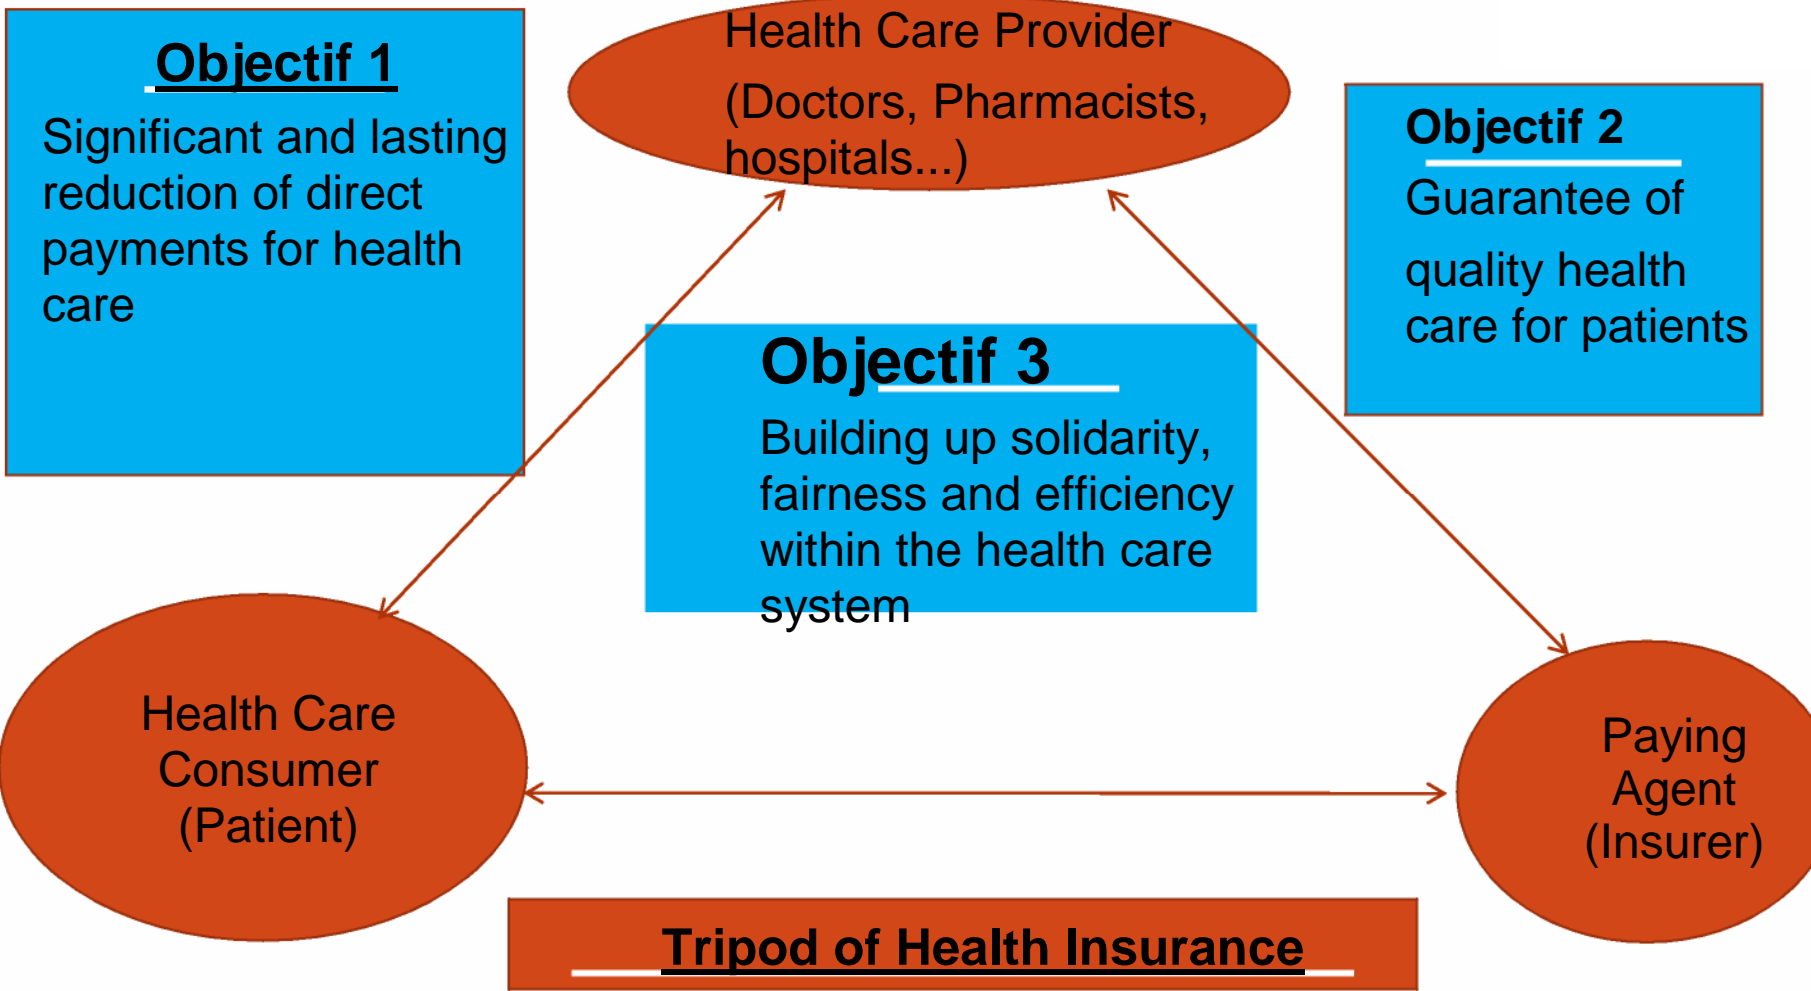 Objectif 1
Significant and lasting
reduction of direct
payments for health
care
Health Care Provider
(Doctors, Pharmacists,
hospitals...)
Objectif 2
Guarantee of
quality health
care for patients
Objectif 3
Building up solidarity,
fairness and efficiency
within the health care
system
Health Care
Consumer
(Patient)
Paying
Agent
(Insurer)
Tripod of Health Insurance